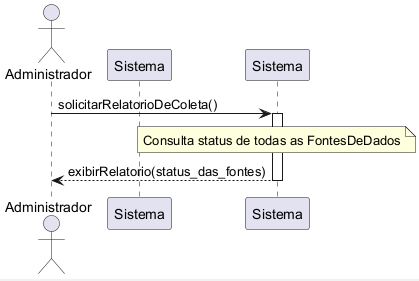 Administrador
Sistema
Sistema
solicitarRelatorioDeColeta()
Consulta status de todas as FontesDeDados
exibirRelatorio(status_das_fontes)
Administrador
Sistema
Sistema